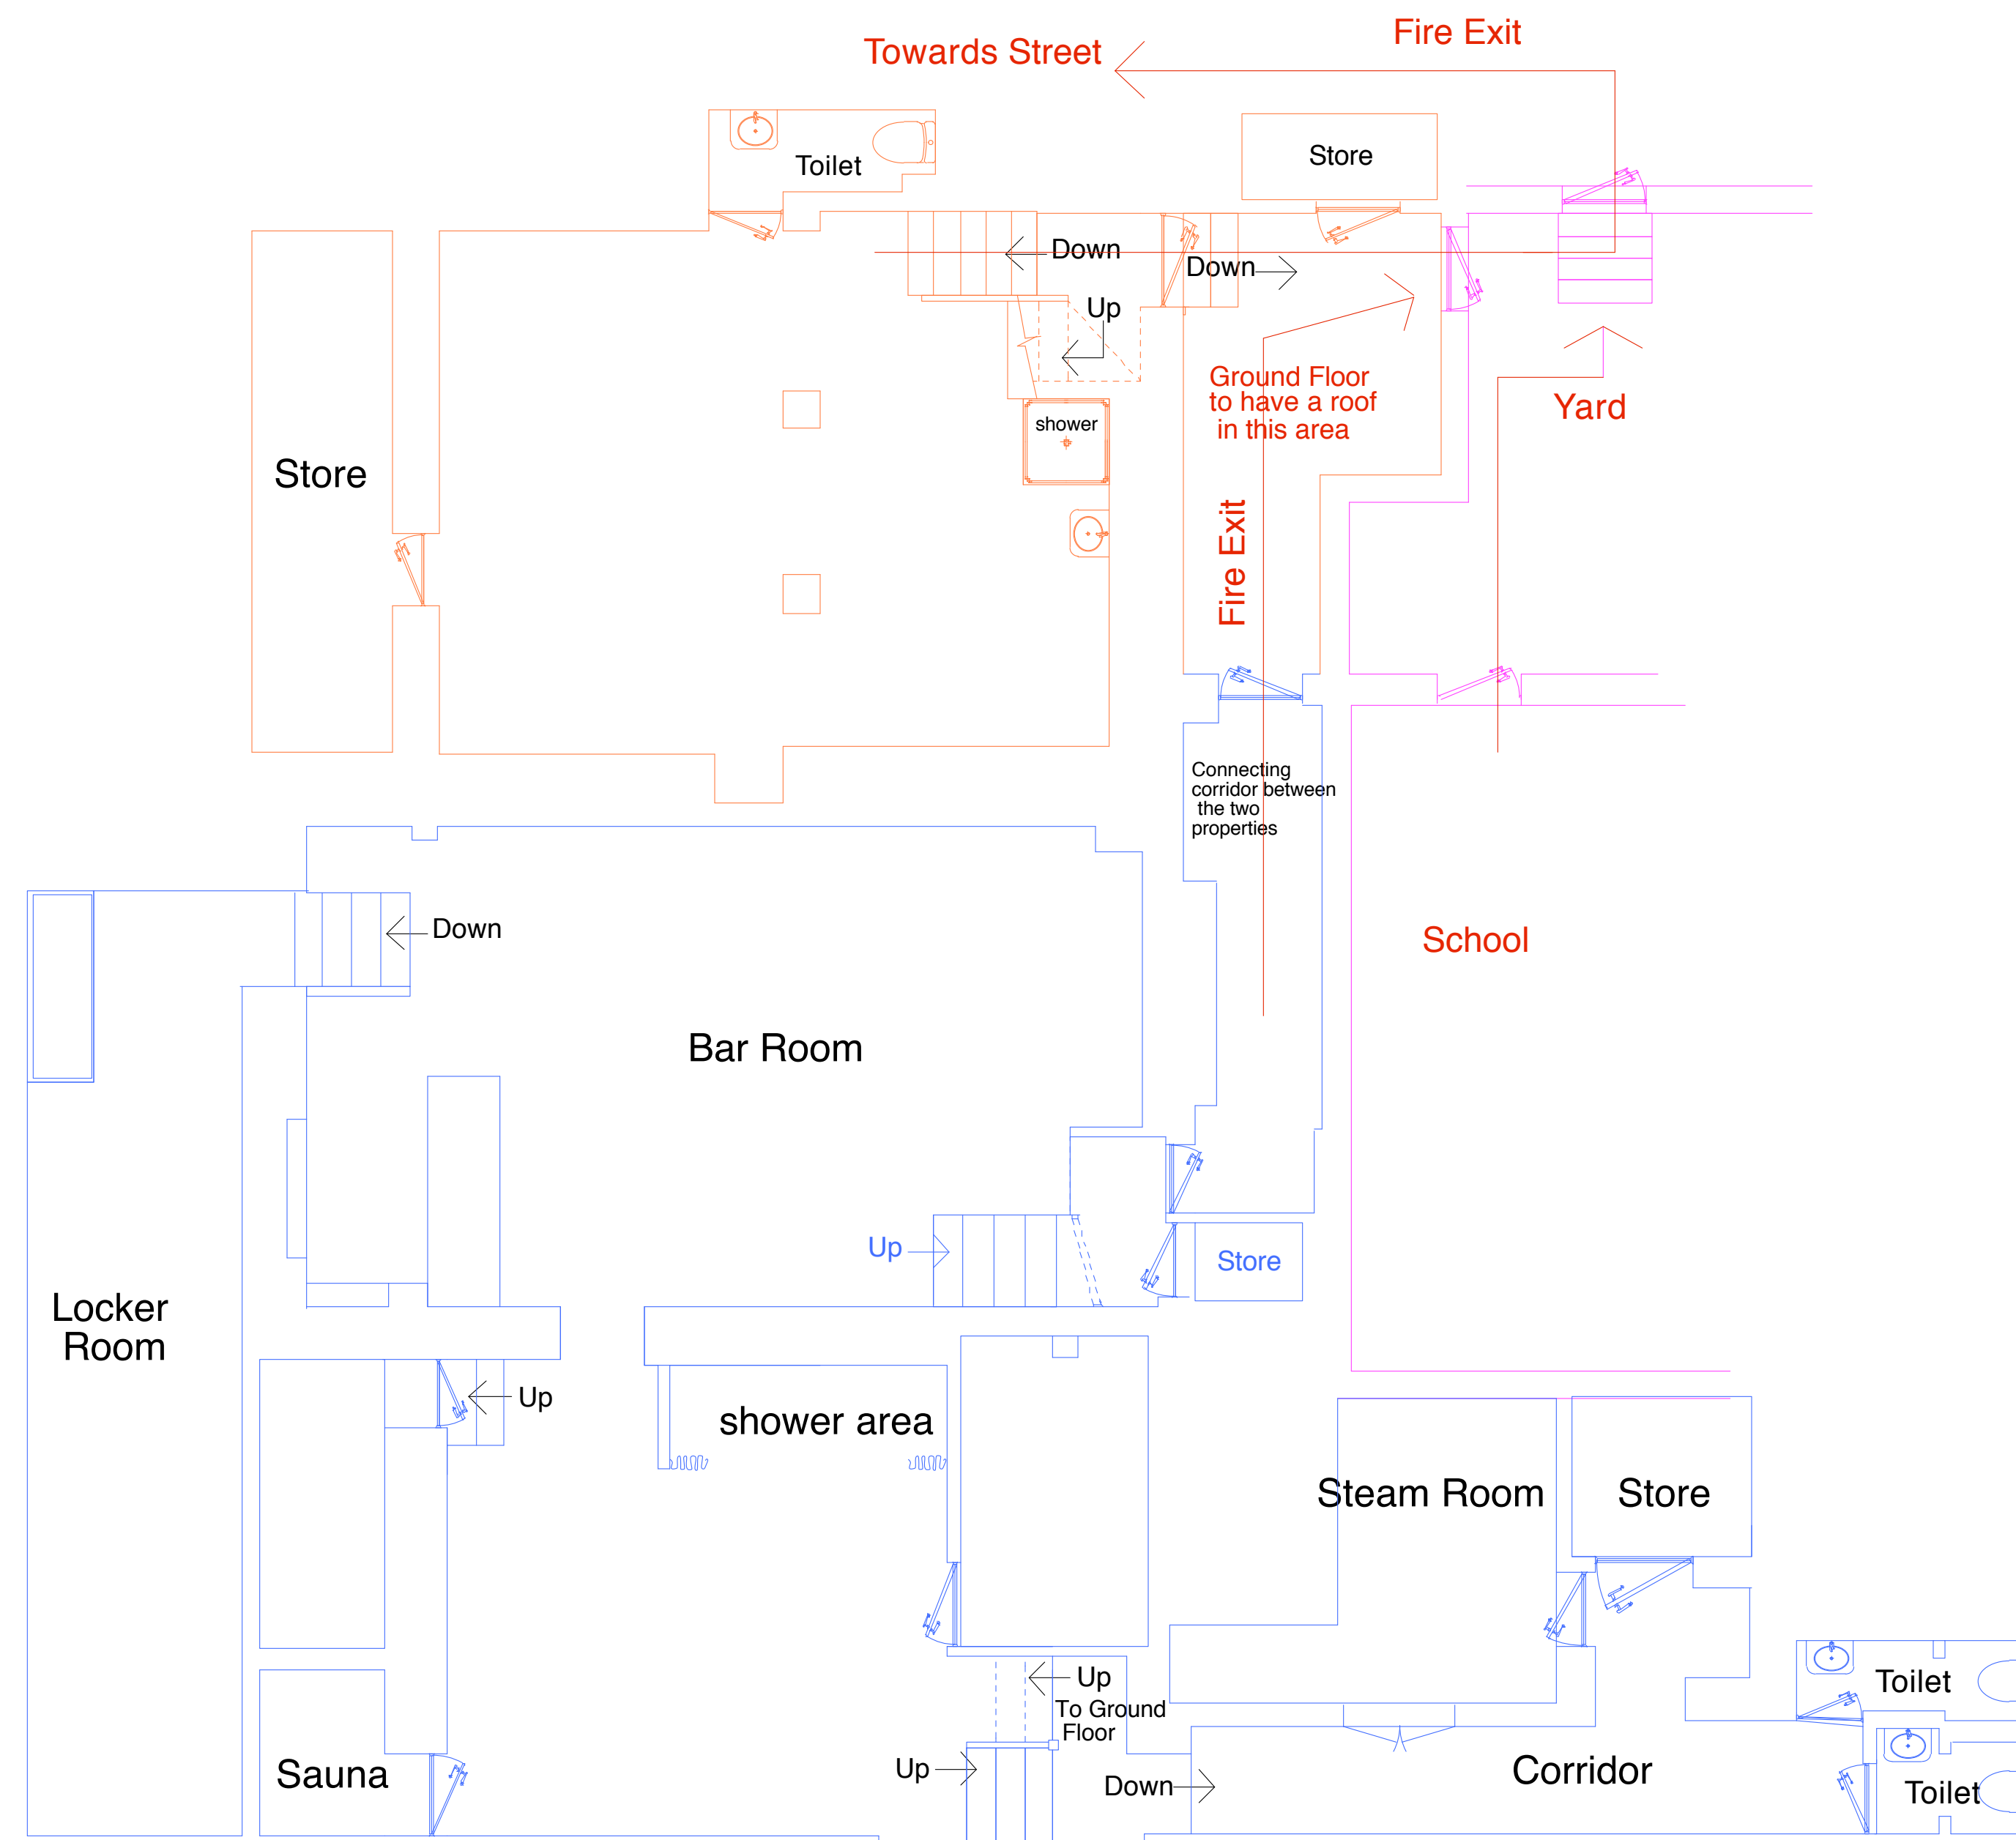 Fire Exit
Towards Street
Toilet
Store
Down
Down
Up
Ground Floor
to have a roof
in this area
Yard
shower
Store
Fire Exit
Connecting
corridor between
the two
properties
Down
School
Bar Room
Up
Store
Locker
Room
Up
shower area
Steam Room
Store
Up
To Ground
Floor
Toilet
Up
Down
Corridor
Sauna
Toilet